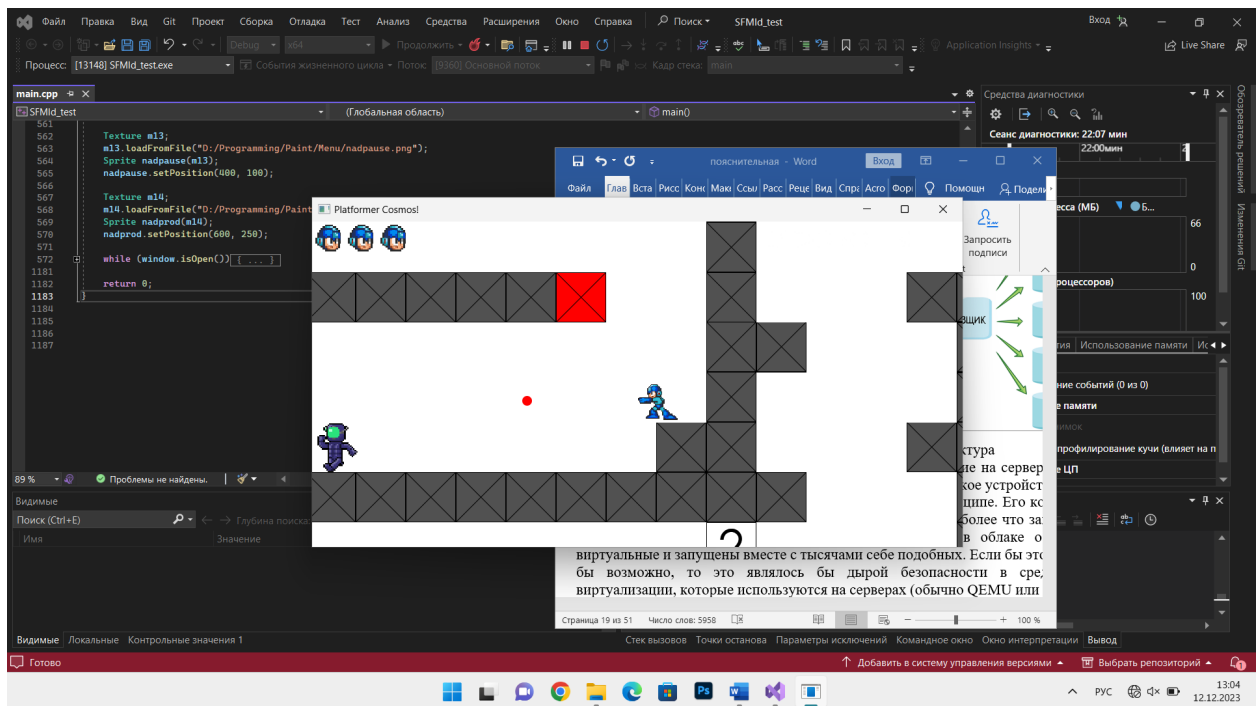 Файл Правка Вид Git Проект Сборка Отладка Тест Анализ Средства Расширения Окно Справка Поиск SFMld_test Вход
Debug x64 Продолжить Application Insights Live Share
Процесс: [13148] SFMld_test.exe События жизненного цикла Поток: [9360] Основной поток Кадр стека: main
main.cpp
SFMld_test (Глобальная область) main()
561
562 Texture m13;
563 m13.loadFromFile("D:/Programming/Paint/Menu/nadpause.png");
564 Sprite nadpause(m13);
565 nadpause.setPosition(400, 100);
566
567 Texture m14;
568 m14.loadFromFile("D:/Programming/Paint
569 Sprite nadprod(m14);
570 nadprod.setPosition(600, 250);
571
572 while (window.isOpen()) { ... }
1181
1182 return 0;
1183 }
1184
1185
1186
1187
89 % Проблемы не найдены.
Видимые
Поиск (Ctrl+E) Глубина поиска
Имя Значение
Видимые Локальные Контрольные значения 1
Стек вызовов Точки останова Параметры исключений Командное окно Окно интерпретации Вывод
Готово Добавить в систему управления версиями Выбрать репозиторий 1
Средства диагностики
Сеанс диагностики: 22:07 мин
22:00мин 2
сса (МБ) Б...
66
0
роцессоров)
100
тия Использование памяти Ис
ние событий (0 из 0)
е памяти
имок
профилирование кучи (влияет на п
е ЦП
Обозреватель решений
Изменения Git
пояснительная - Word Вход
Файл Глав Вста Рисс Конс Маке Ссыл Расс Реце Вид Спра Acro Форм Помощн Поделиться
Запросить
подписи
вщик
ктура
ие на сервер
кое устройст
ципе. Его ко
более что за
в облаке о
виртуальные и запущены вместе с тысячами себе подобных. Если бы это
бы возможно, то это являлось бы дырой безопасности в сред
виртуализации, которые используются на серверах (обычно QEMU или
Страница 19 из 51 Число слов: 5958 100 %
Platformer Cosmos!
?
РУС 13:04
12.12.2023